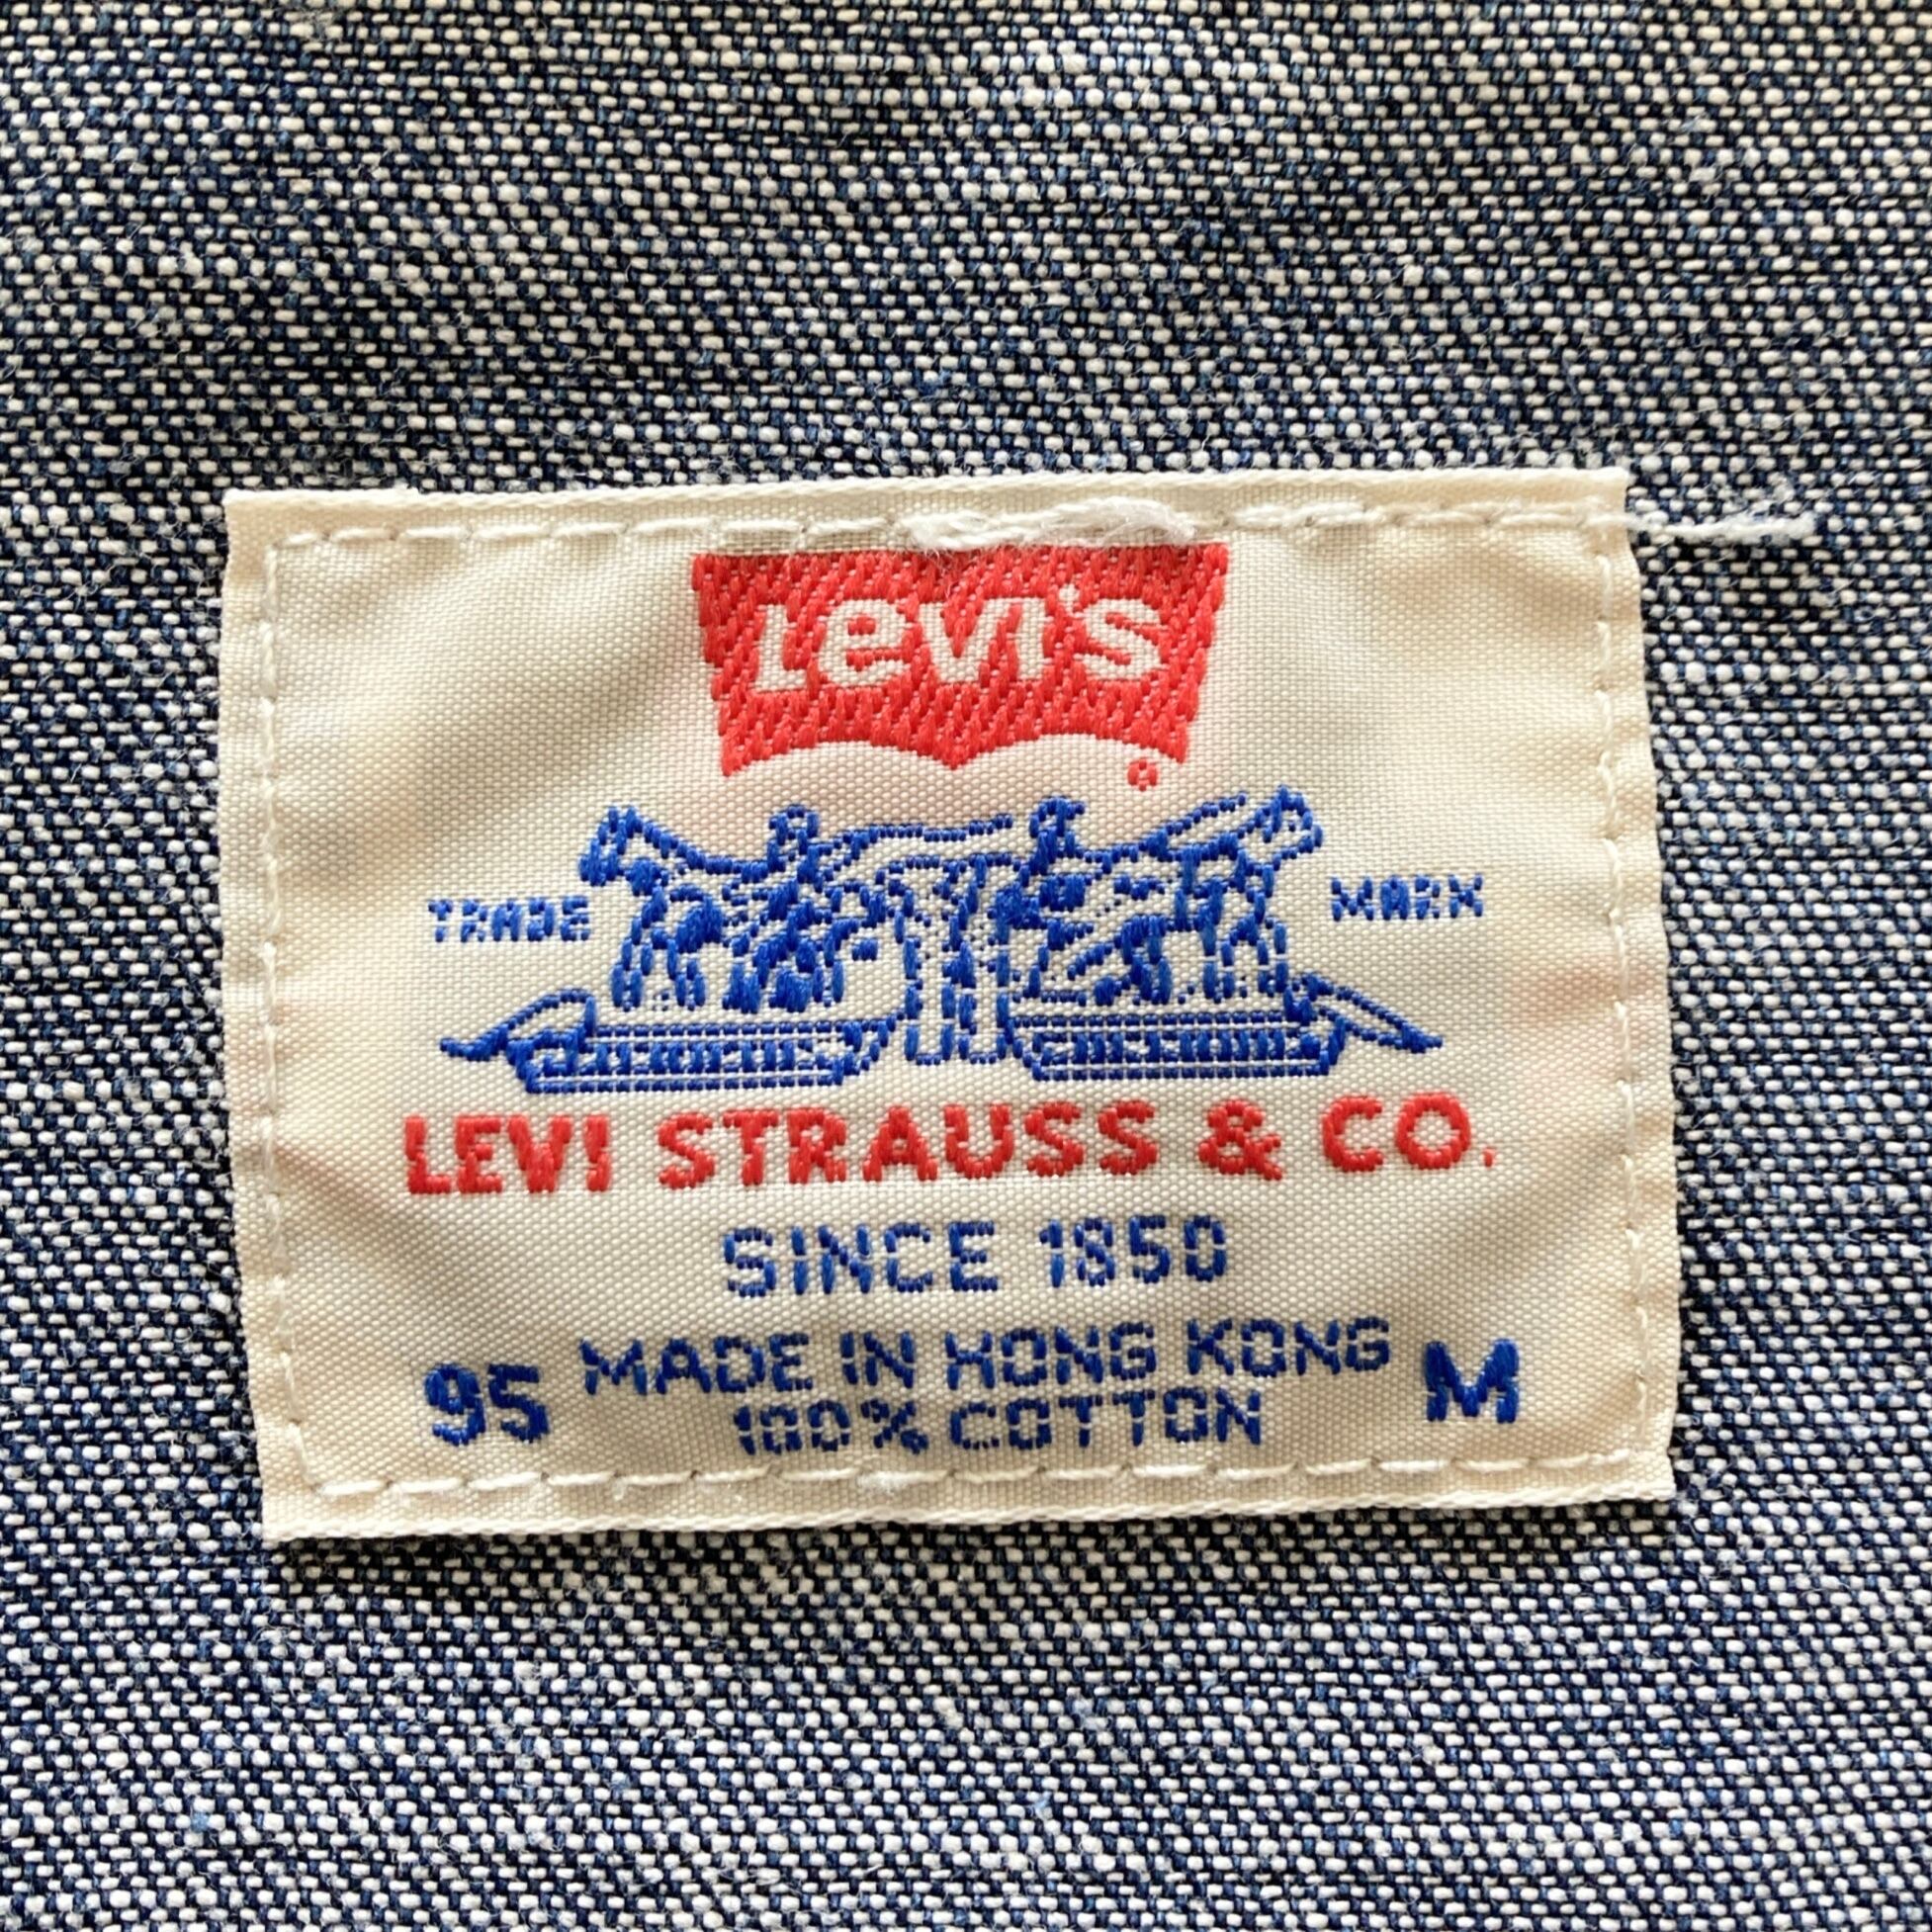 Levi's
®
TRADE MARK
LEVI STRAUSS & CO.
SINCE 1850
95 MADE IN HONG KONG M
100% COTTON